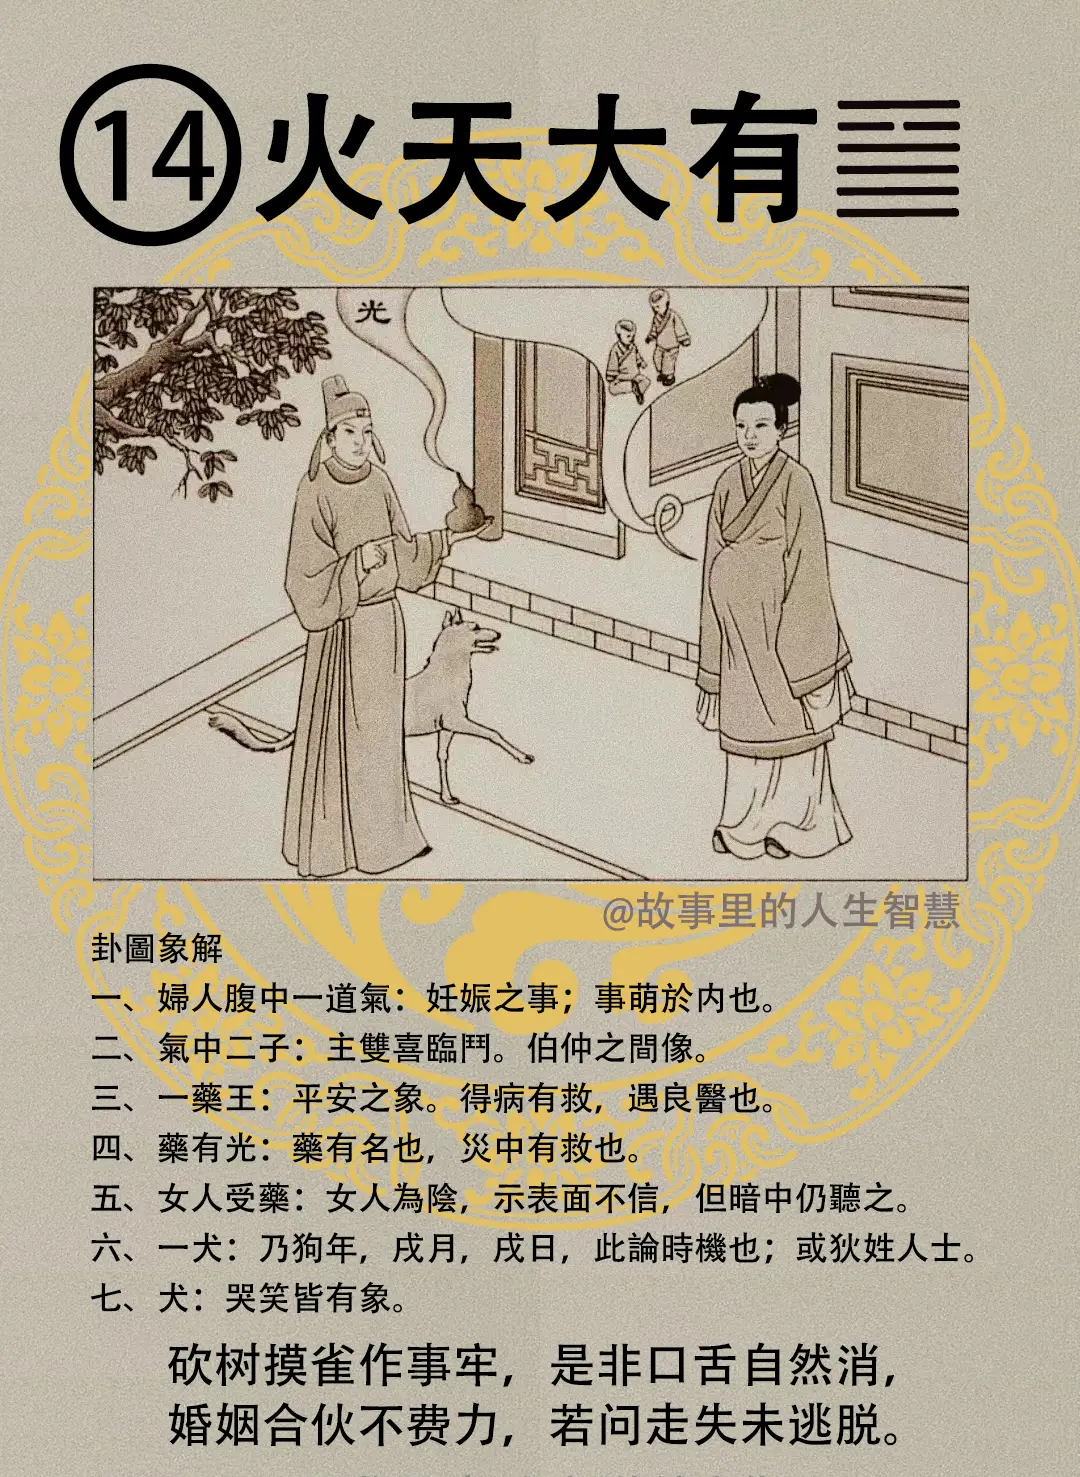 14 火天大有
光
@故事里的人生智慧
卦圖象解
一、婦人腹中一道氣：妊娠之事；事萌於内也。
二、氣中二子：主雙喜臨鬥。伯仲之間像。
三、一藥王：平安之象。得病有救，遇良醫也。
四、藥有光：藥有名也，災中有救也。
五、女人受藥：女人為陰，示表面不信，但暗中仍聽之。
六、一犬：乃狗年，戌月，戌日，此論時機也；或狄姓人士。
七、犬：哭笑皆有象。
砍树摸雀作事牢，是非口舌自然消，
婚姻合伙不费力，若问走失未逃脱。